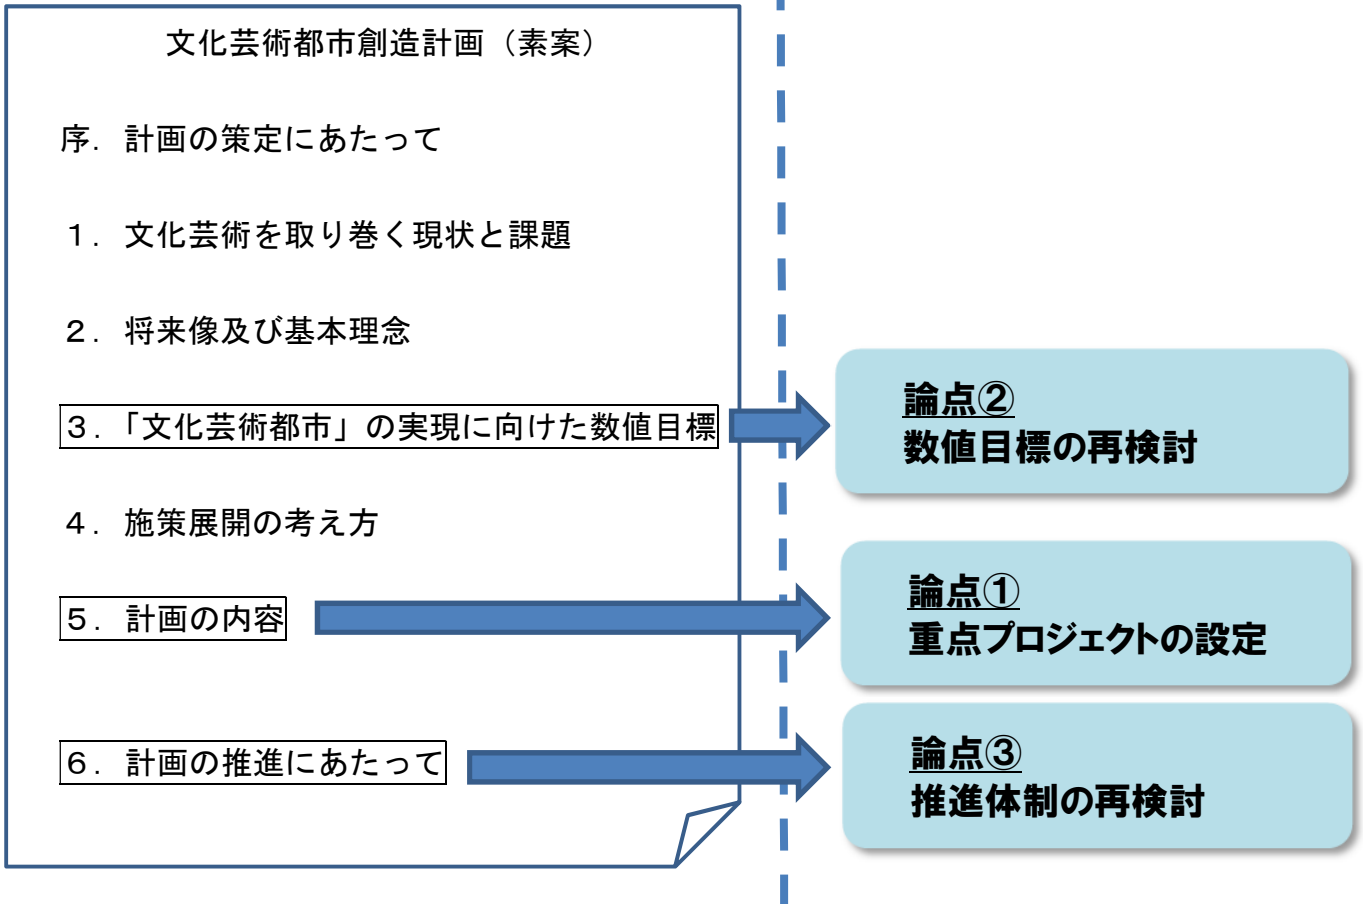 文化芸術都市創造計画（素案）
序．計画の策定にあたって
１．文化芸術を取り巻く現状と課題
２．将来像及び基本理念
３．「文化芸術都市」の実現に向けた数値目標
４．施策展開の考え方
５．計画の内容
６．計画の推進にあたって
論点②
数値目標の再検討
論点①
重点プロジェクトの設定
論点③
推進体制の再検討